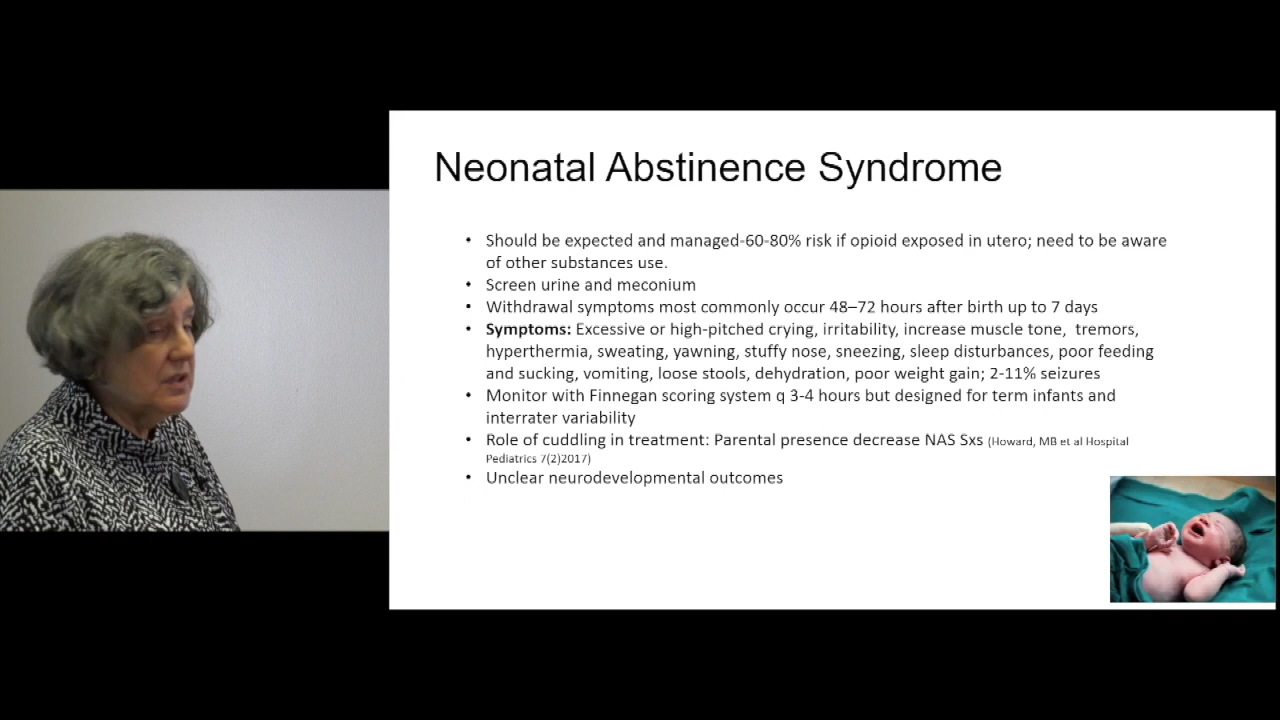 Neonatal Abstinence Syndrome
• Should be expected and managed-60-80% risk if opioid exposed in utero; need to be aware
of other substances use.
• Screen urine and meconium
• Withdrawal symptoms most commonly occur 48–72 hours after birth up to 7 days
• Symptoms: Excessive or high-pitched crying, irritability, increase muscle tone,  tremors,
hyperthermia, sweating, yawning, stuffy nose, sneezing, sleep disturbances, poor feeding
and sucking, vomiting, loose stools, dehydration, poor weight gain; 2-11% seizures
• Monitor with Finnegan scoring system q 3-4 hours but designed for term infants and
interrater variability
• Role of cuddling in treatment: Parental presence decrease NAS Sxs (Howard, MB et al Hospital
Pediatrics 7(2)2017)
• Unclear neurodevelopmental outcomes